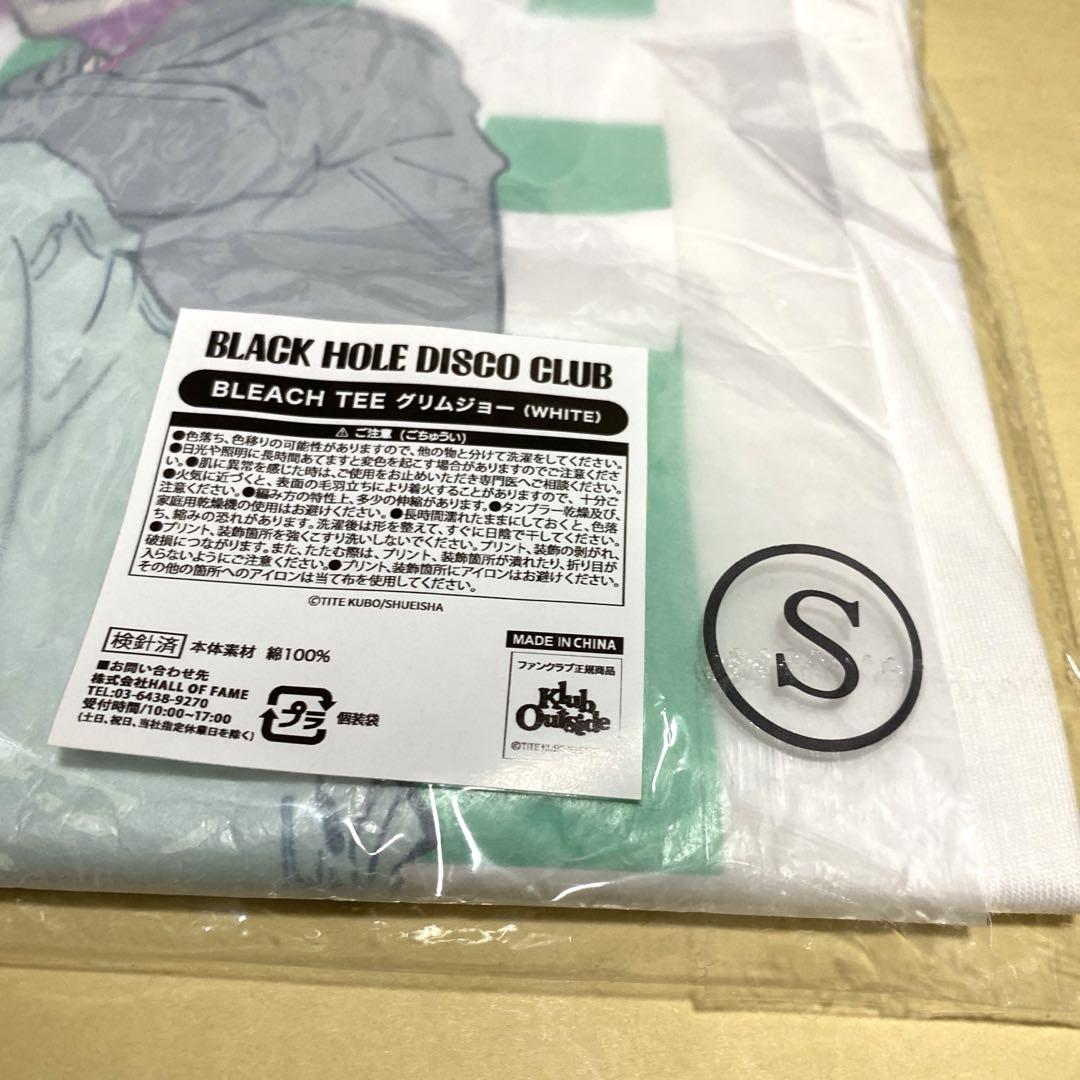 BLACK HOLE DISCO CLUB
BLEACH TEE グリムジョー (WHITE)
⚠ ご注意 (ごちゅうい)
●色落ち、色移りの可能性がありますので、他の物と分けて洗濯をしてください。
●日光や照明に長時間あてますと変色を起こす場合がありますのでご注意くださ
い。●肌に異常を感じた時は、ご使用をお止めいただき専門医へご相談ください。
●火気に近づくと、表面の毛羽立ちにより着火することがありますので、十分ご
注意ください。●編み方の特性上、多少の伸縮があります。●タンブラー乾燥及び、
家庭用乾燥機の使用はお避けください。●長時間濡れたままにしておくと、色落
ち、縮みの恐れがあります。洗濯後は形を整えて、すぐに日陰で干してください。
●プリント、装飾箇所を強くこすり洗いしないでください。プリント、装飾の剥がれ、
破損につながります。また、たたむ際は、プリント、装飾箇所が潰れたり、折り目が
入らないようにご注意ください。●プリント、装飾箇所にアイロンはお避けください。
その他の箇所へのアイロンは当て布を使用してください。
©TITE KUBO/SHUEISHA
検針済 本体素材 綿100%
■お問い合わせ先
株式会社HALL OF FAME
TEL:03-6438-9270
受付時間/10:00~17:00
(土日、祝日、当社指定休業日を除く)
プラ 個装袋
MADE IN CHINA
ファンクラブ正規商品
Klub
Outside
©TITE KUBO
S